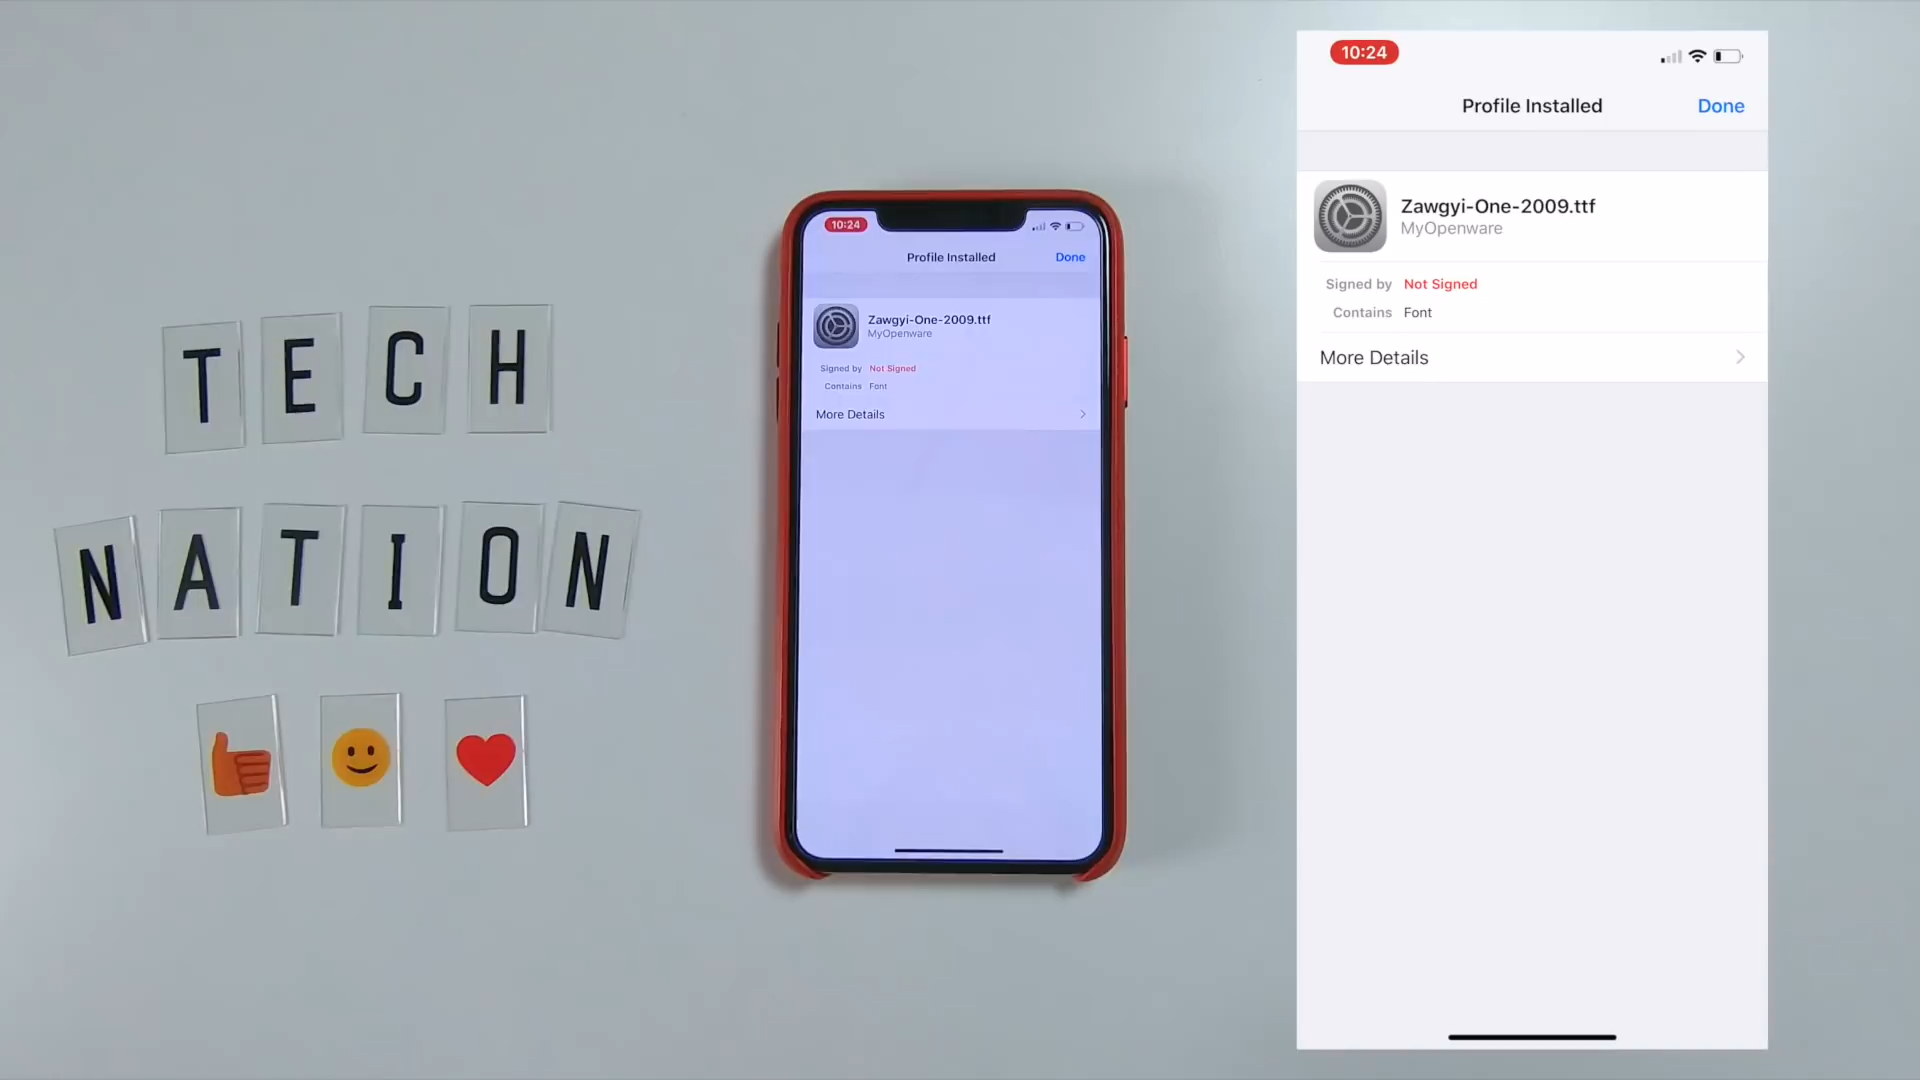 TECH
NATION
10:24
Profile Installed
Done
Zawgyi-One-2009.ttf
MyOpenware
Signed by Not Signed
Contains Font
More Details
10:24
Profile Installed
Done
Zawgyi-One-2009.ttf
MyOpenware
Signed by Not Signed
Contains Font
More Details